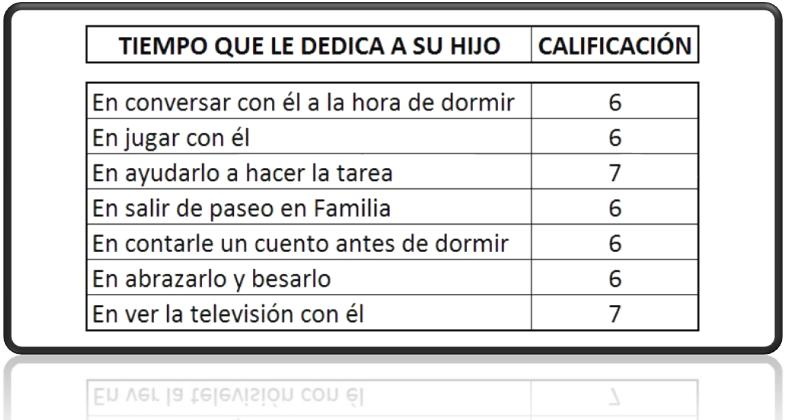 TIEMPO QUE LE DEDICA A SU HIJO CALIFICACIÓN
En conversar con él a la hora de dormir 6
En jugar con él 6
En ayudarlo a hacer la tarea 7
En salir de paseo en Familia 6
En contarle un cuento antes de dormir 6
En abrazarlo y besarlo 6
En ver la televisión con él 7